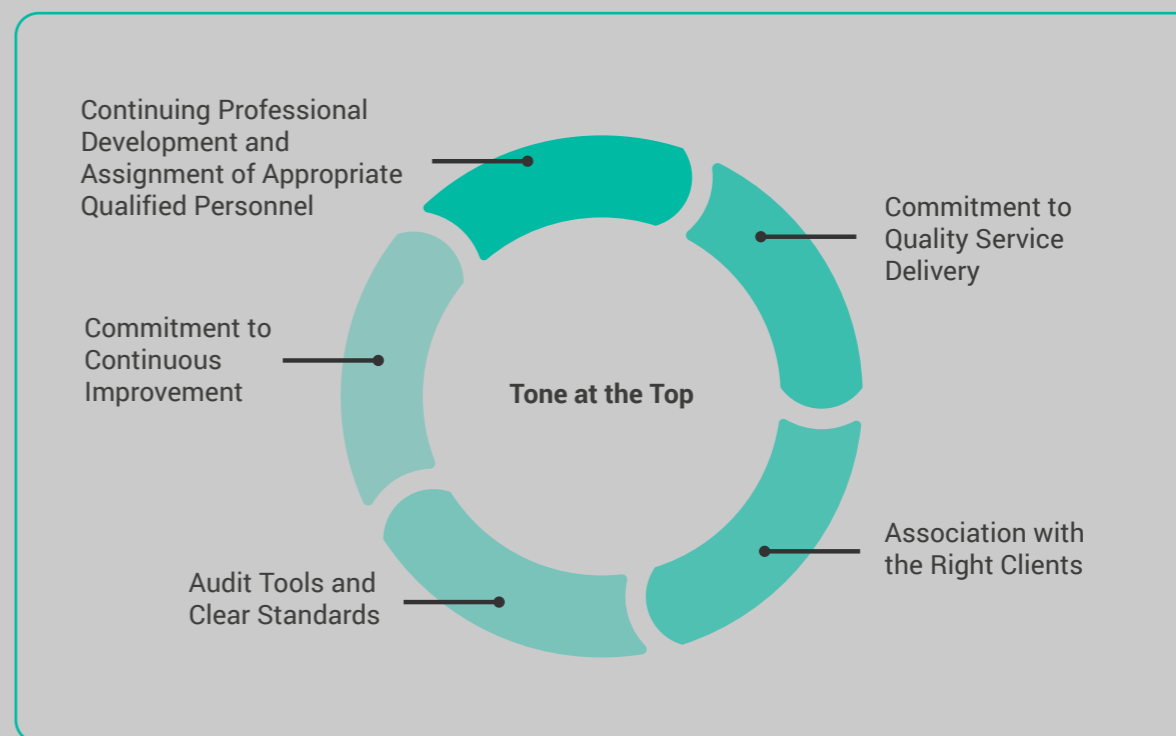 Continuing Professional
Development and
Assignment of Appropriate
Qualified Personnel
Commitment to
Quality Service
Delivery
Commitment to
Continuous
Improvement
Tone at the Top
Association with
the Right Clients
Audit Tools and
Clear Standards